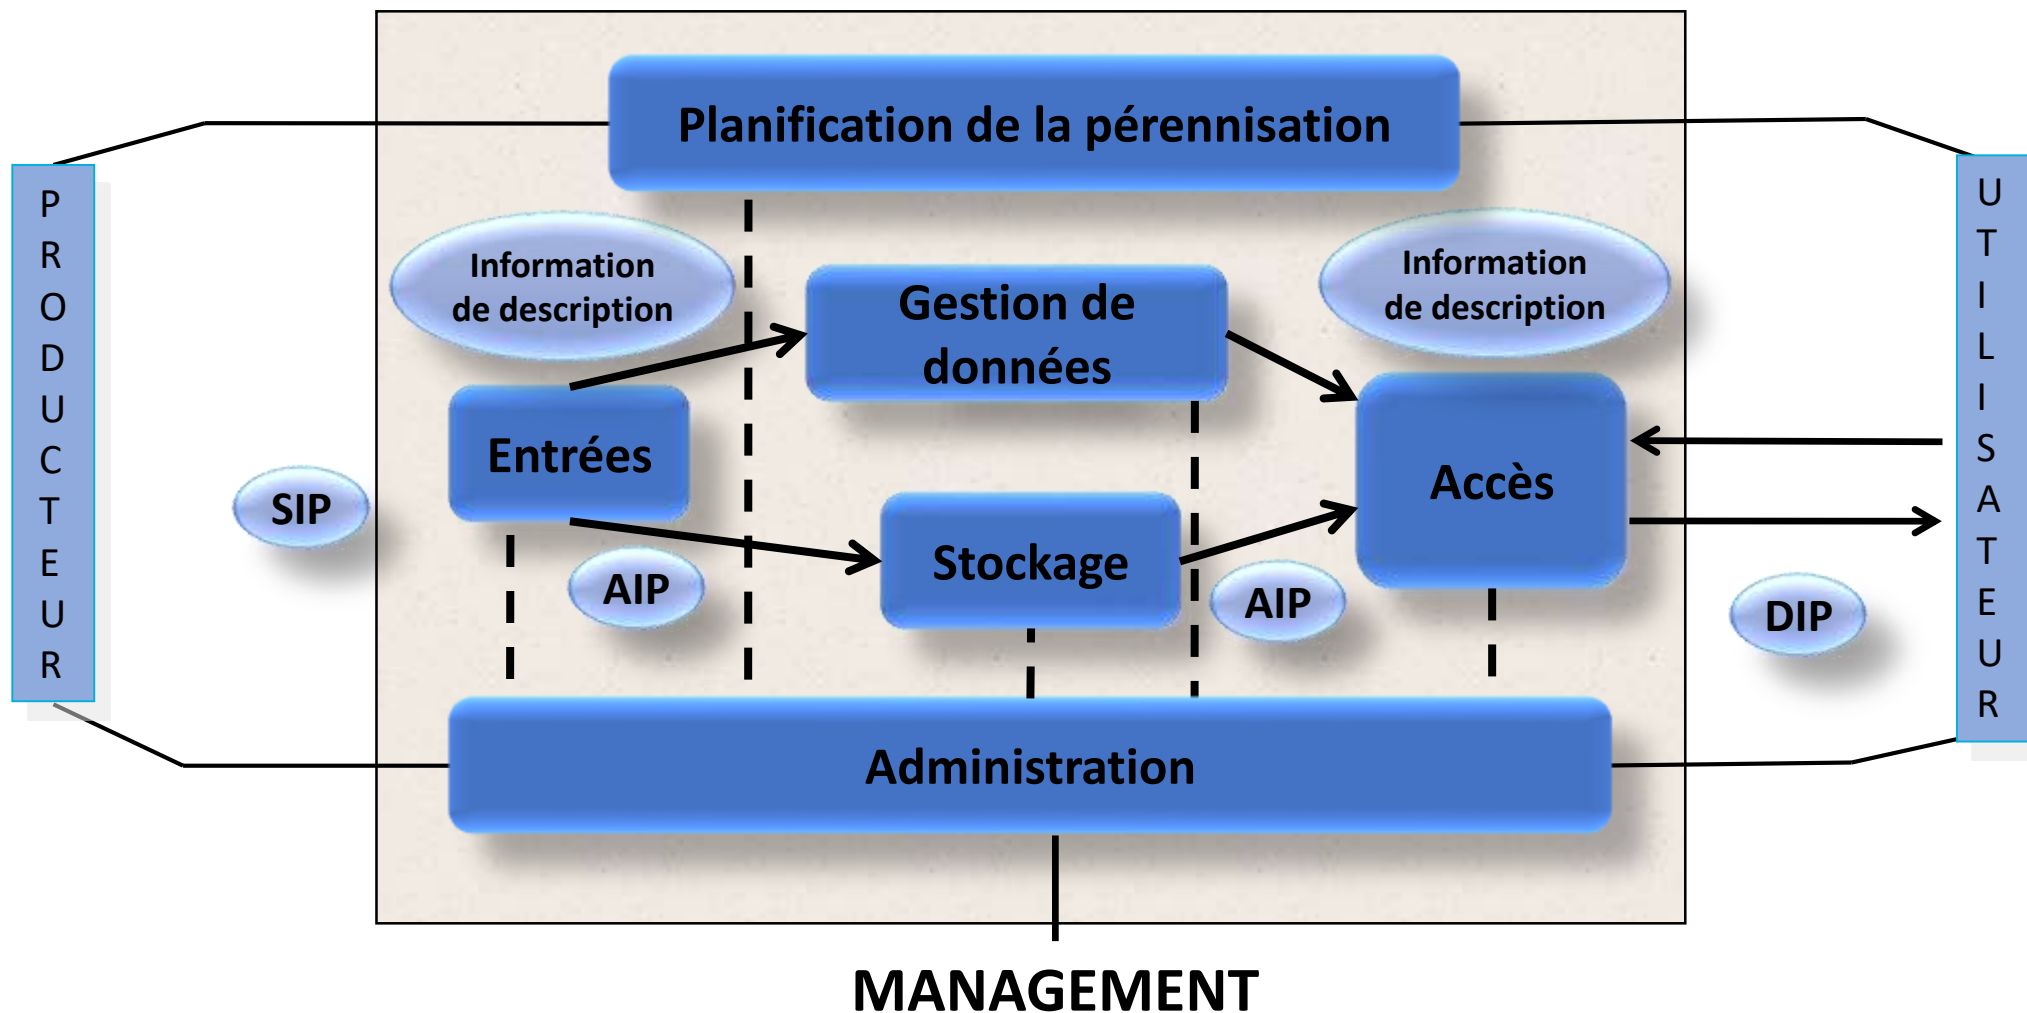 Planification de la pérennisation
PRODUCTEUR
Information
de description
Gestion de
données
Information
de description
UTILISATEUR
Entrées
Accès
SIP
Stockage
AIP
AIP
DIP
Administration
MANAGEMENT